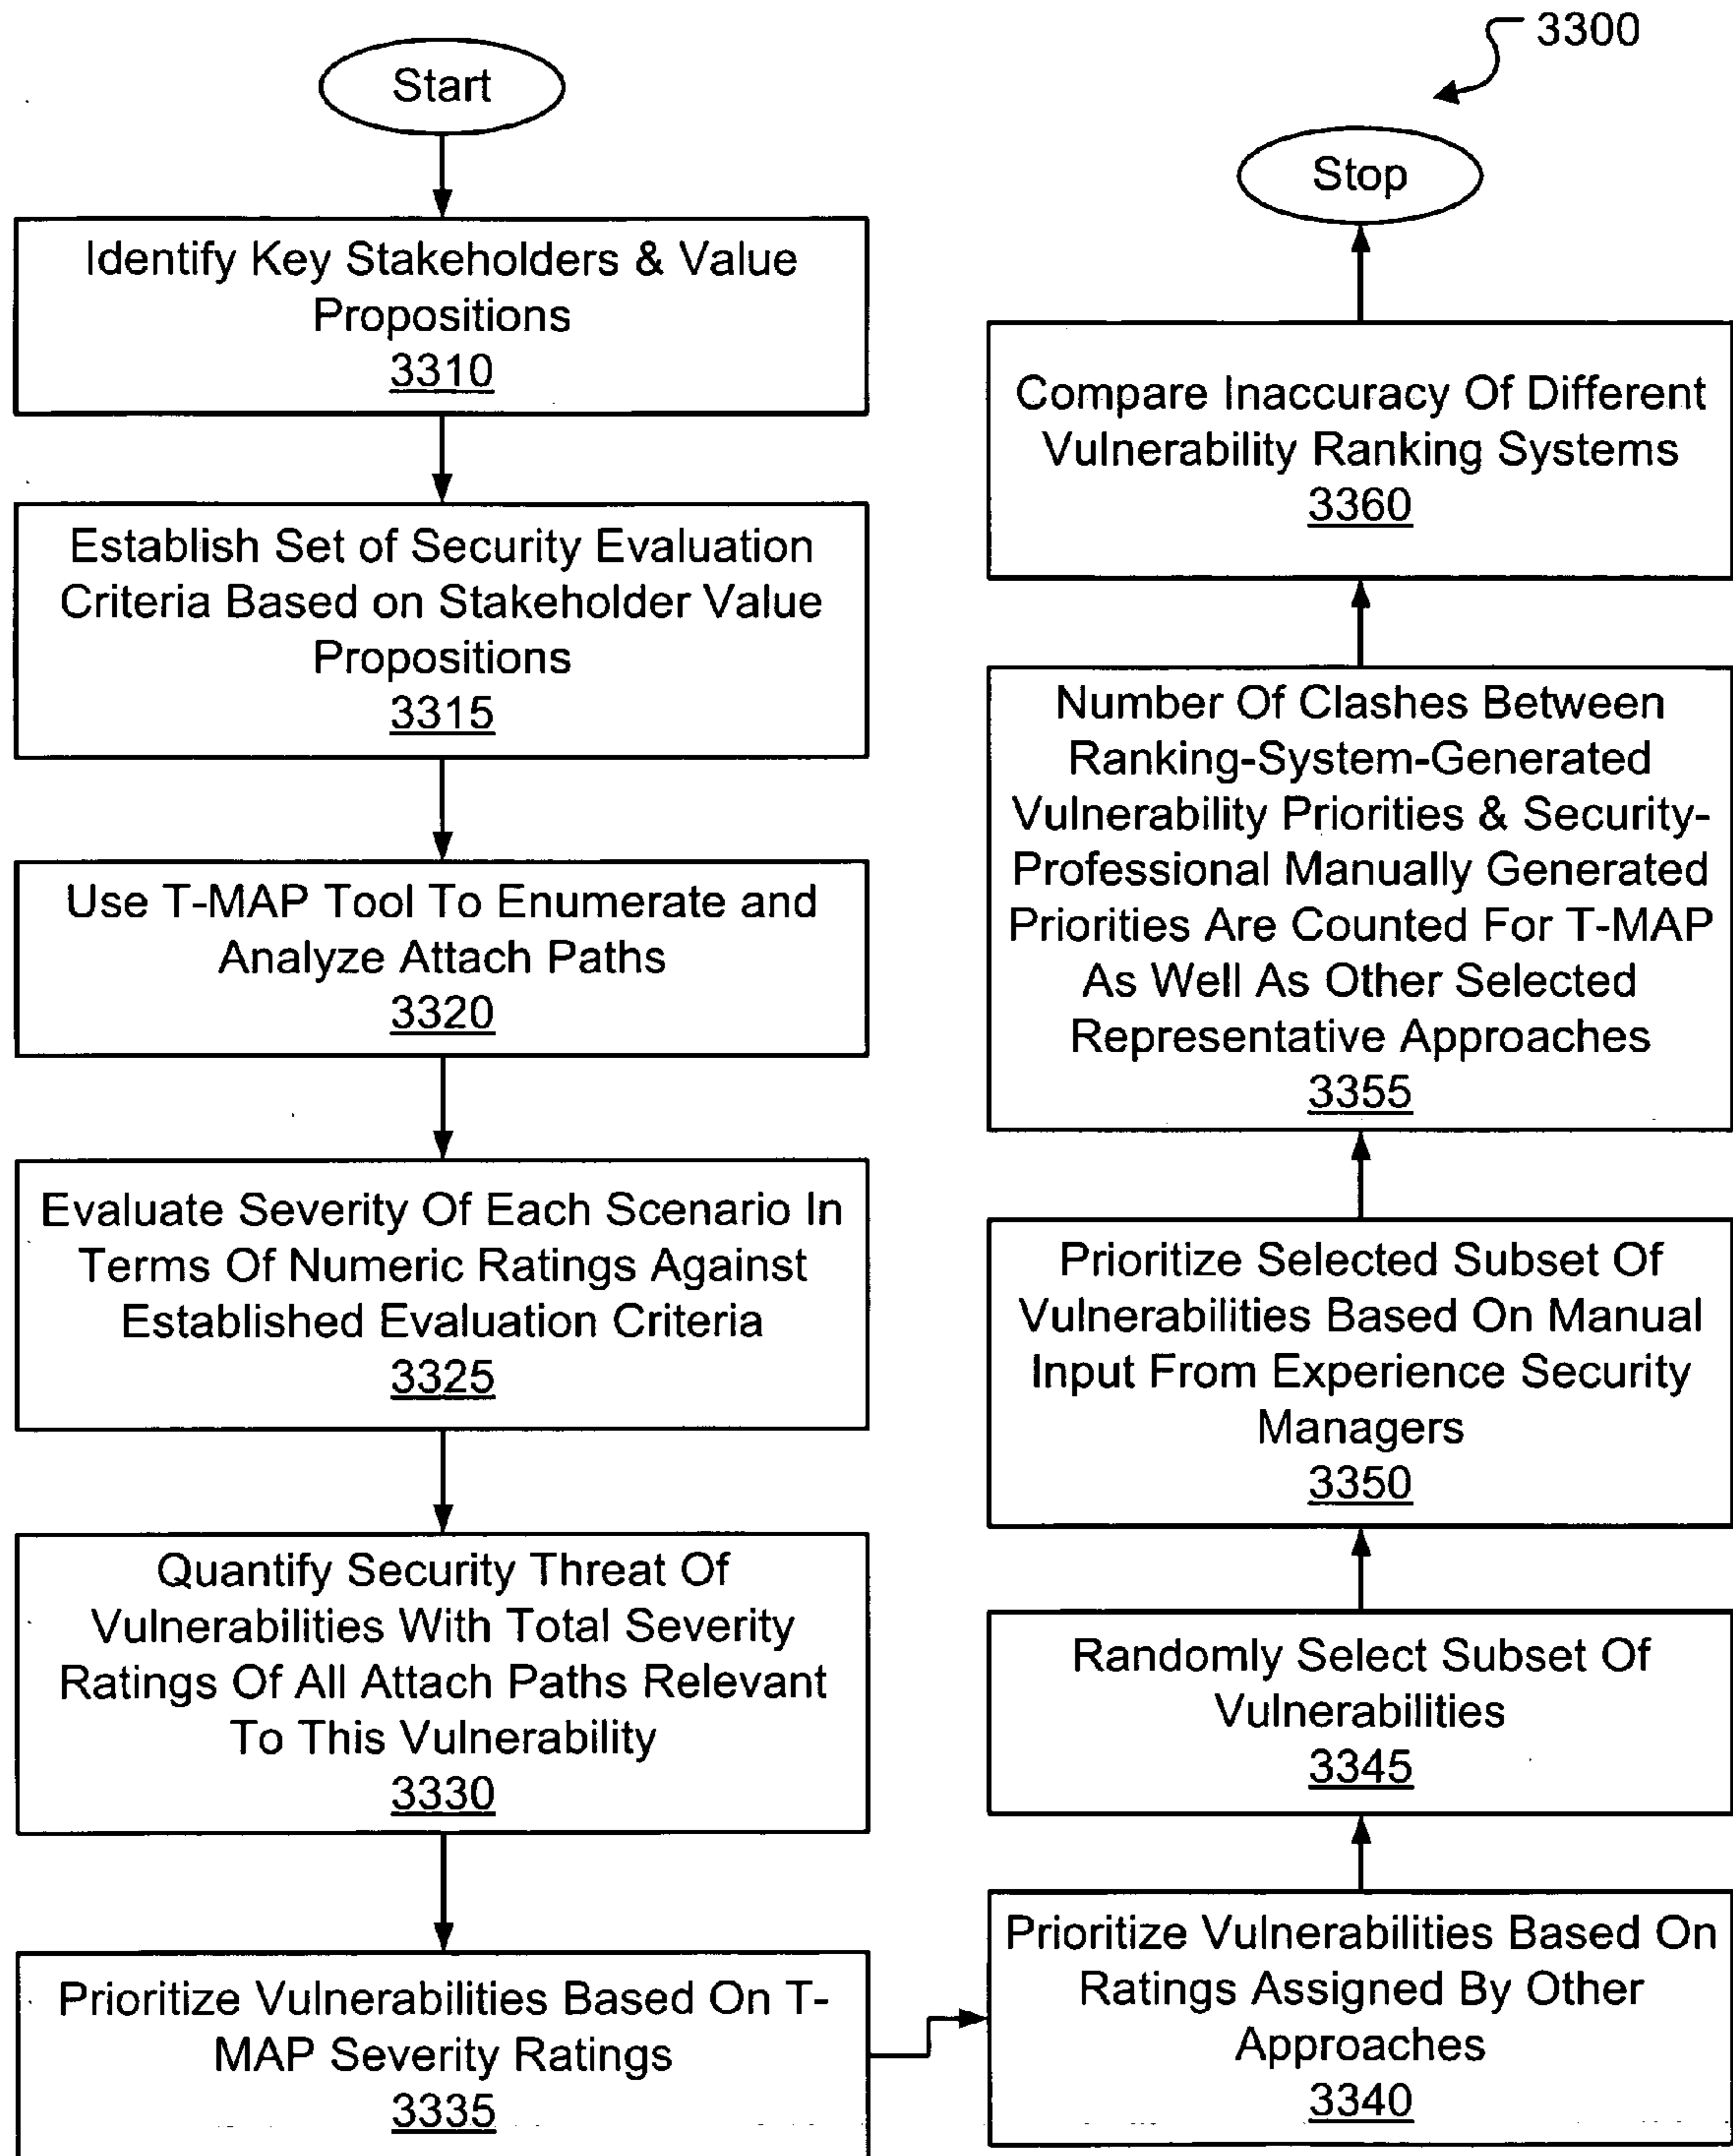 3300
Start
Identify Key Stakeholders & Value
Propositions
3310
Establish Set of Security Evaluation
Criteria Based on Stakeholder Value
Propositions
3315
Use T-MAP Tool To Enumerate and
Analyze Attach Paths
3320
Evaluate Severity Of Each Scenario In
Terms Of Numeric Ratings Against
Established Evaluation Criteria
3325
Quantify Security Threat Of
Vulnerabilities With Total Severity
Ratings Of All Attach Paths Relevant
To This Vulnerability
3330
Prioritize Vulnerabilities Based On T-
MAP Severity Ratings
3335
Prioritize Vulnerabilities Based On
Ratings Assigned By Other
Approaches
3340
Randomly Select Subset Of
Vulnerabilities
3345
Prioritize Selected Subset Of
Vulnerabilities Based On Manual
Input From Experience Security
Managers
3350
Number Of Clashes Between
Ranking-System-Generated
Vulnerability Priorities & Security-
Professional Manually Generated
Priorities Are Counted For T-MAP
As Well As Other Selected
Representative Approaches
3355
Compare Inaccuracy Of Different
Vulnerability Ranking Systems
3360
Stop